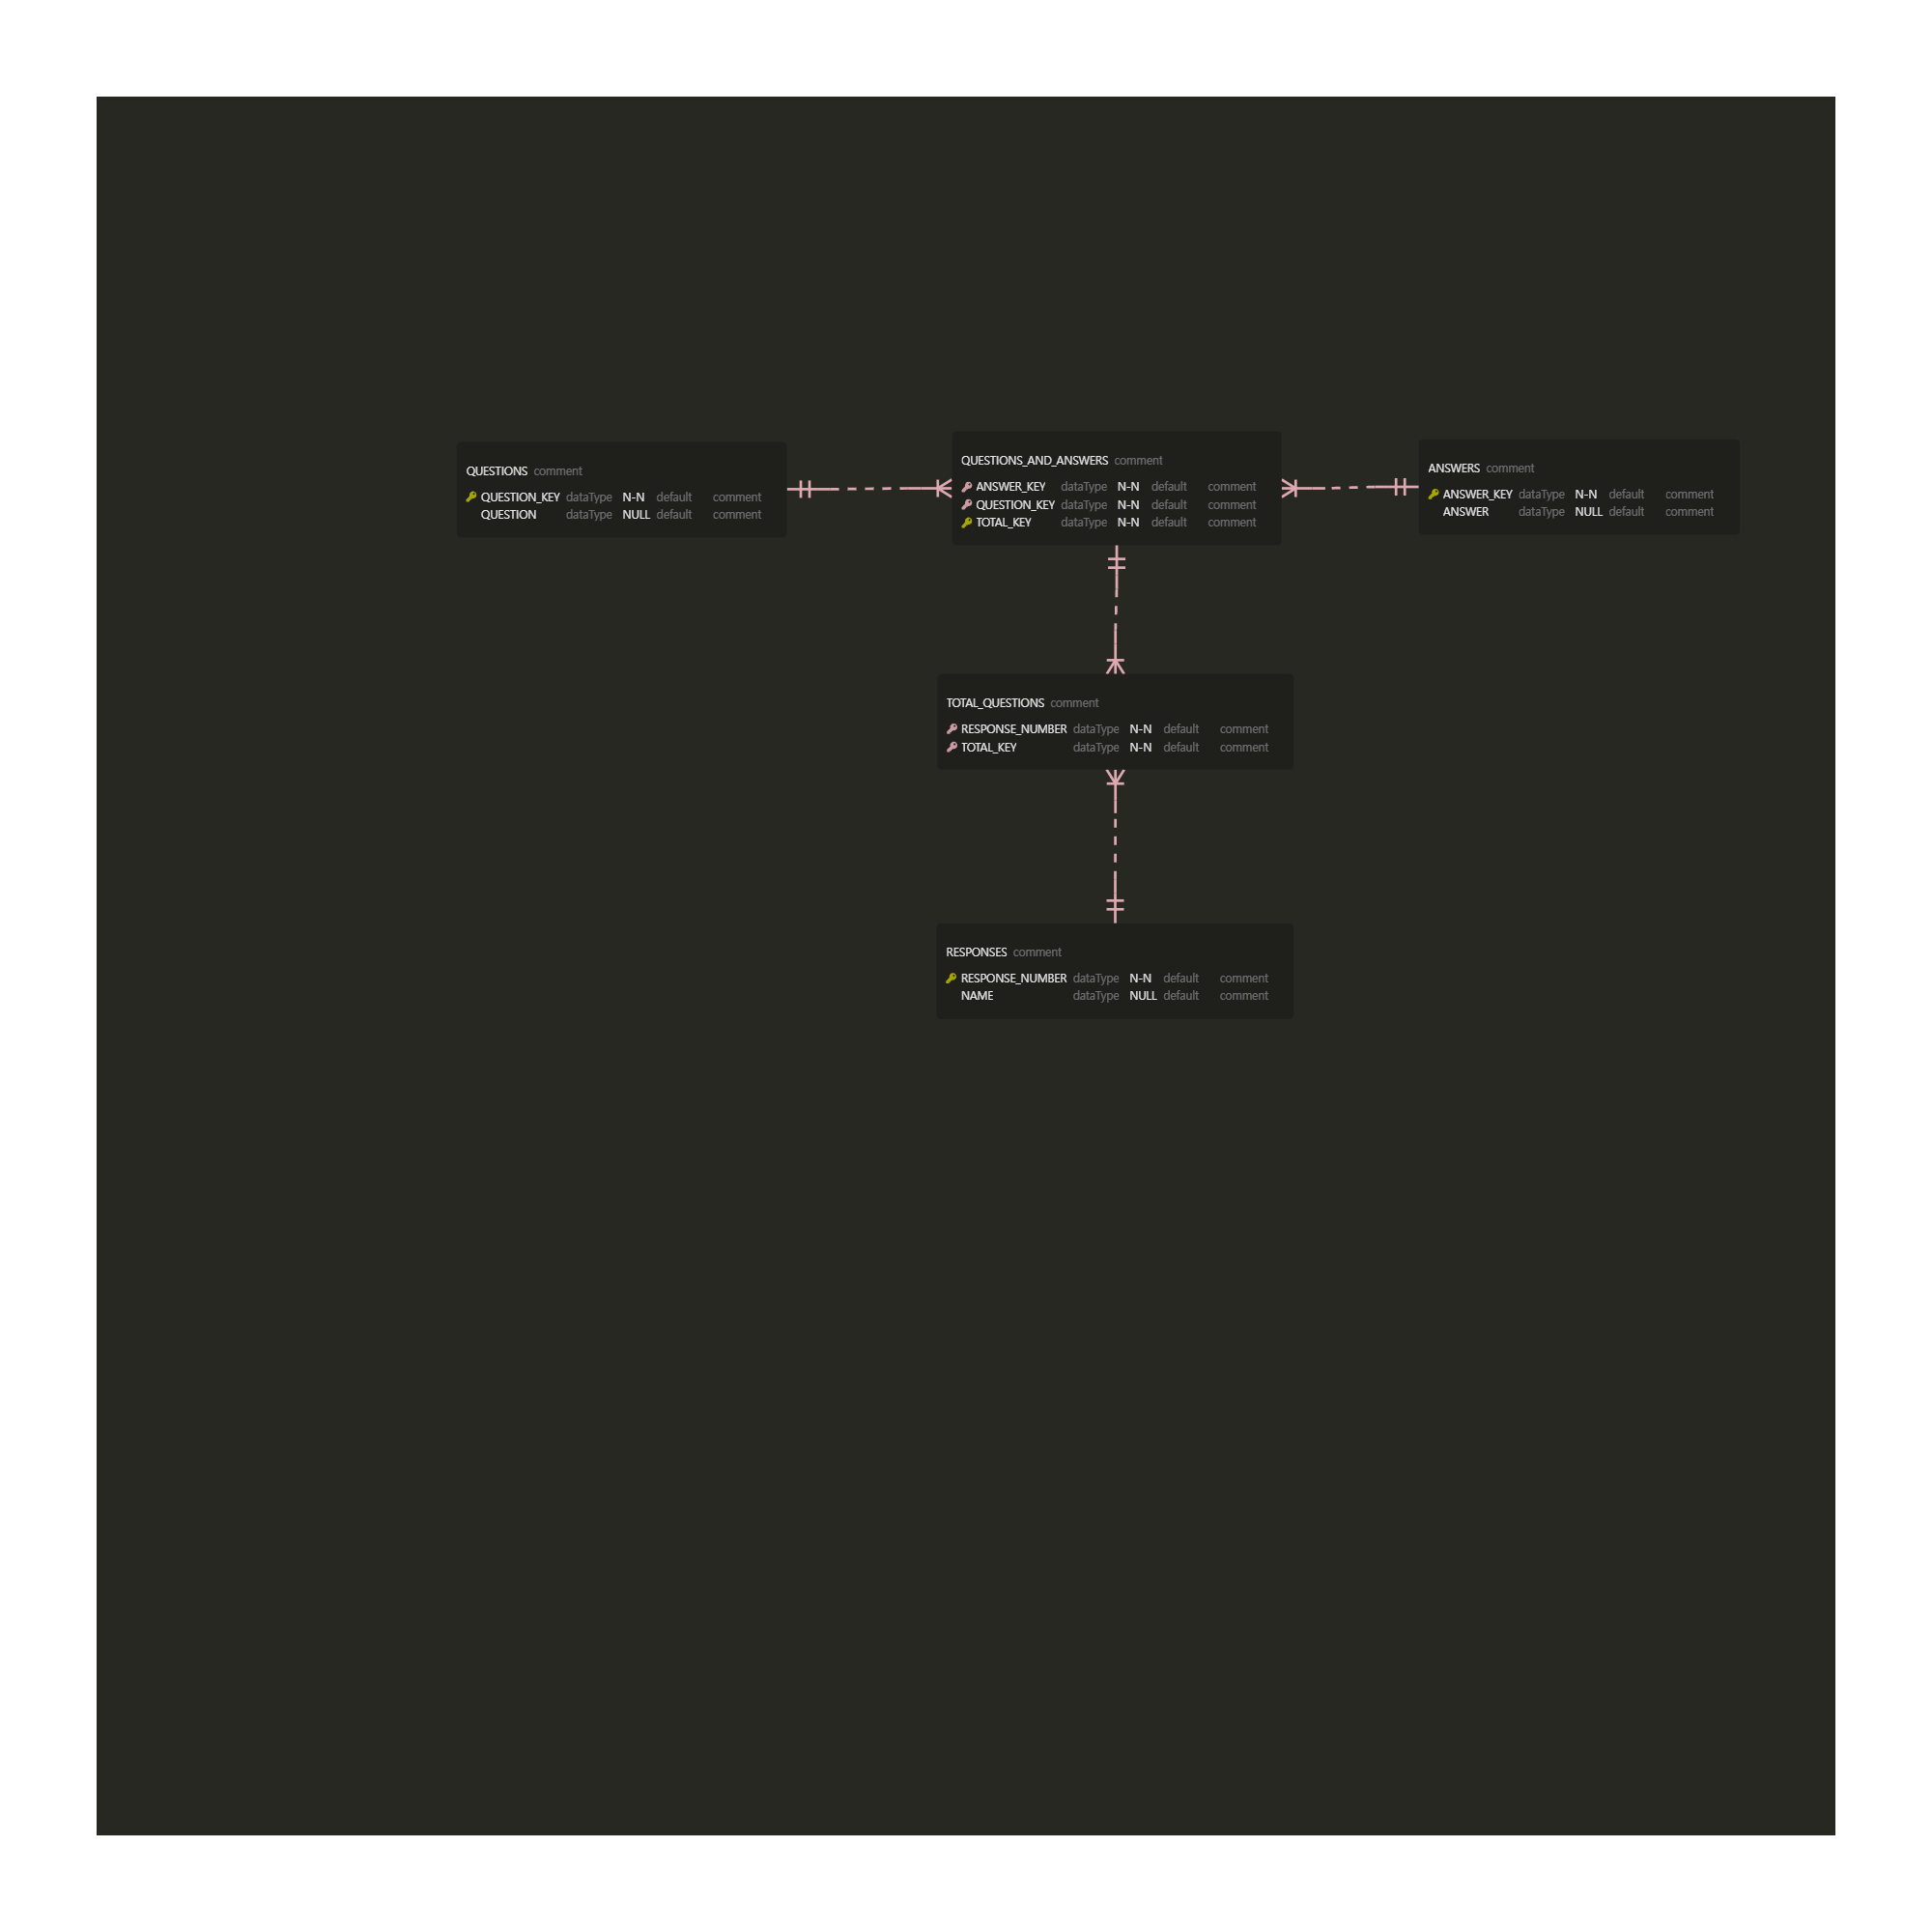 QUESTIONS comment
QUESTION_KEY dataType N-N default comment
QUESTION dataType NULL default comment
QUESTIONS_AND_ANSWERS comment
ANSWER_KEY dataType N-N default comment
QUESTION_KEY dataType N-N default comment
TOTAL_KEY dataType N-N default comment
ANSWERS comment
ANSWER_KEY dataType N-N default comment
ANSWER dataType NULL default comment
TOTAL_QUESTIONS comment
RESPONSE_NUMBER dataType N-N default comment
TOTAL_KEY dataType N-N default comment
RESPONSES comment
RESPONSE_NUMBER dataType N-N default comment
NAME dataType NULL default comment